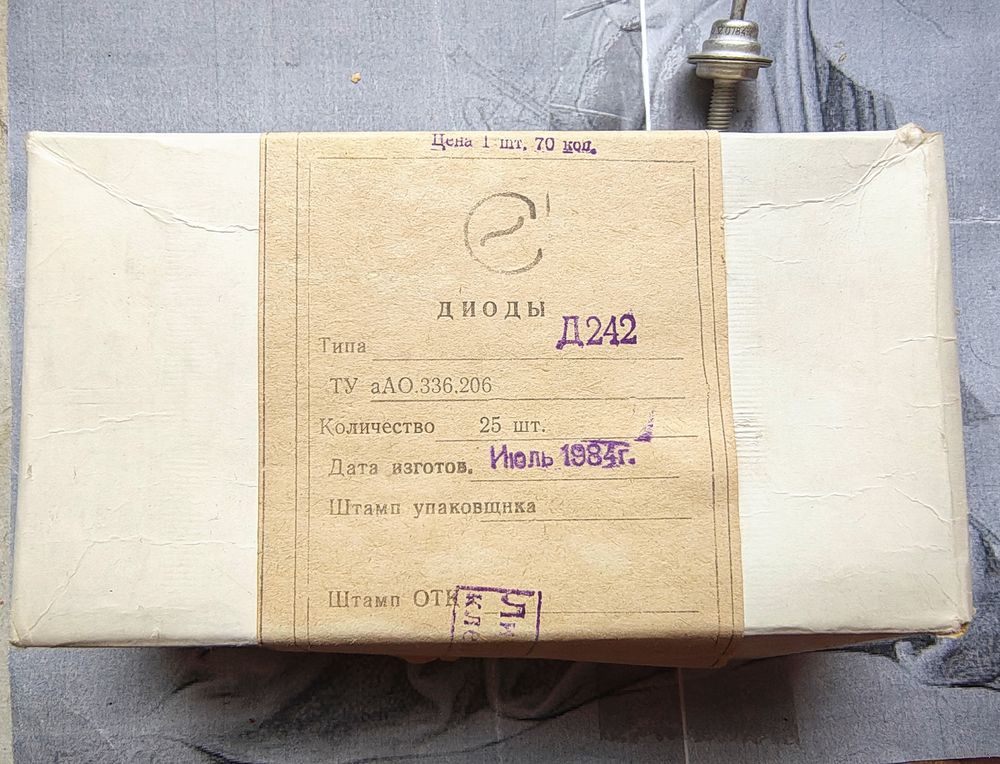 0784
Цена 1 шт. 70 коп.
ДИОДЫ
Типа Д242
ТУ аАО.336.206
Количество 25 шт.
Дата изготов. Июль 1984г.
Штамп упаковщика
Штамп ОТК